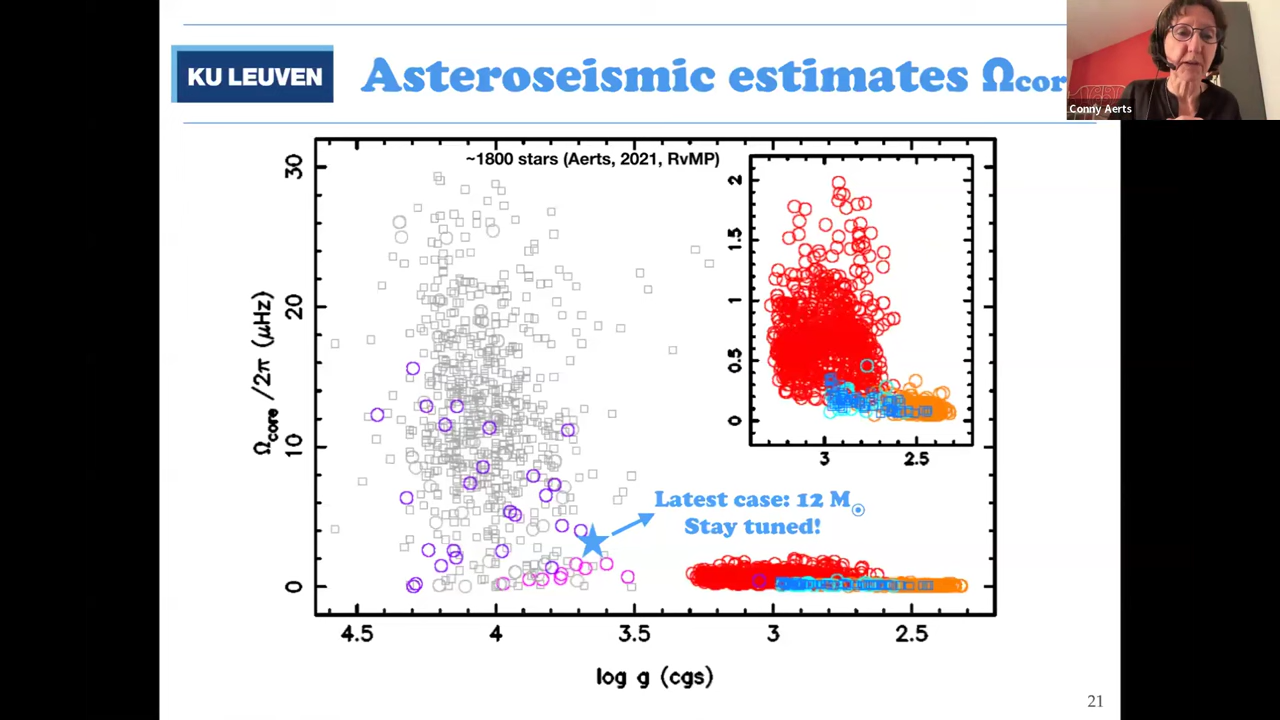 KU LEUVEN
Asteroseismic estimates Ωcor
Conny Aerts
~1800 stars (Aerts, 2021, RvMP)
30
20
10
0
Ωcore /2π (μHz)
4.5 4 3.5 3 2.5
log g (cgs)
2
1.5
1
0.5
0
3 2.5
Latest case: 12 M☉
Stay tuned!
21